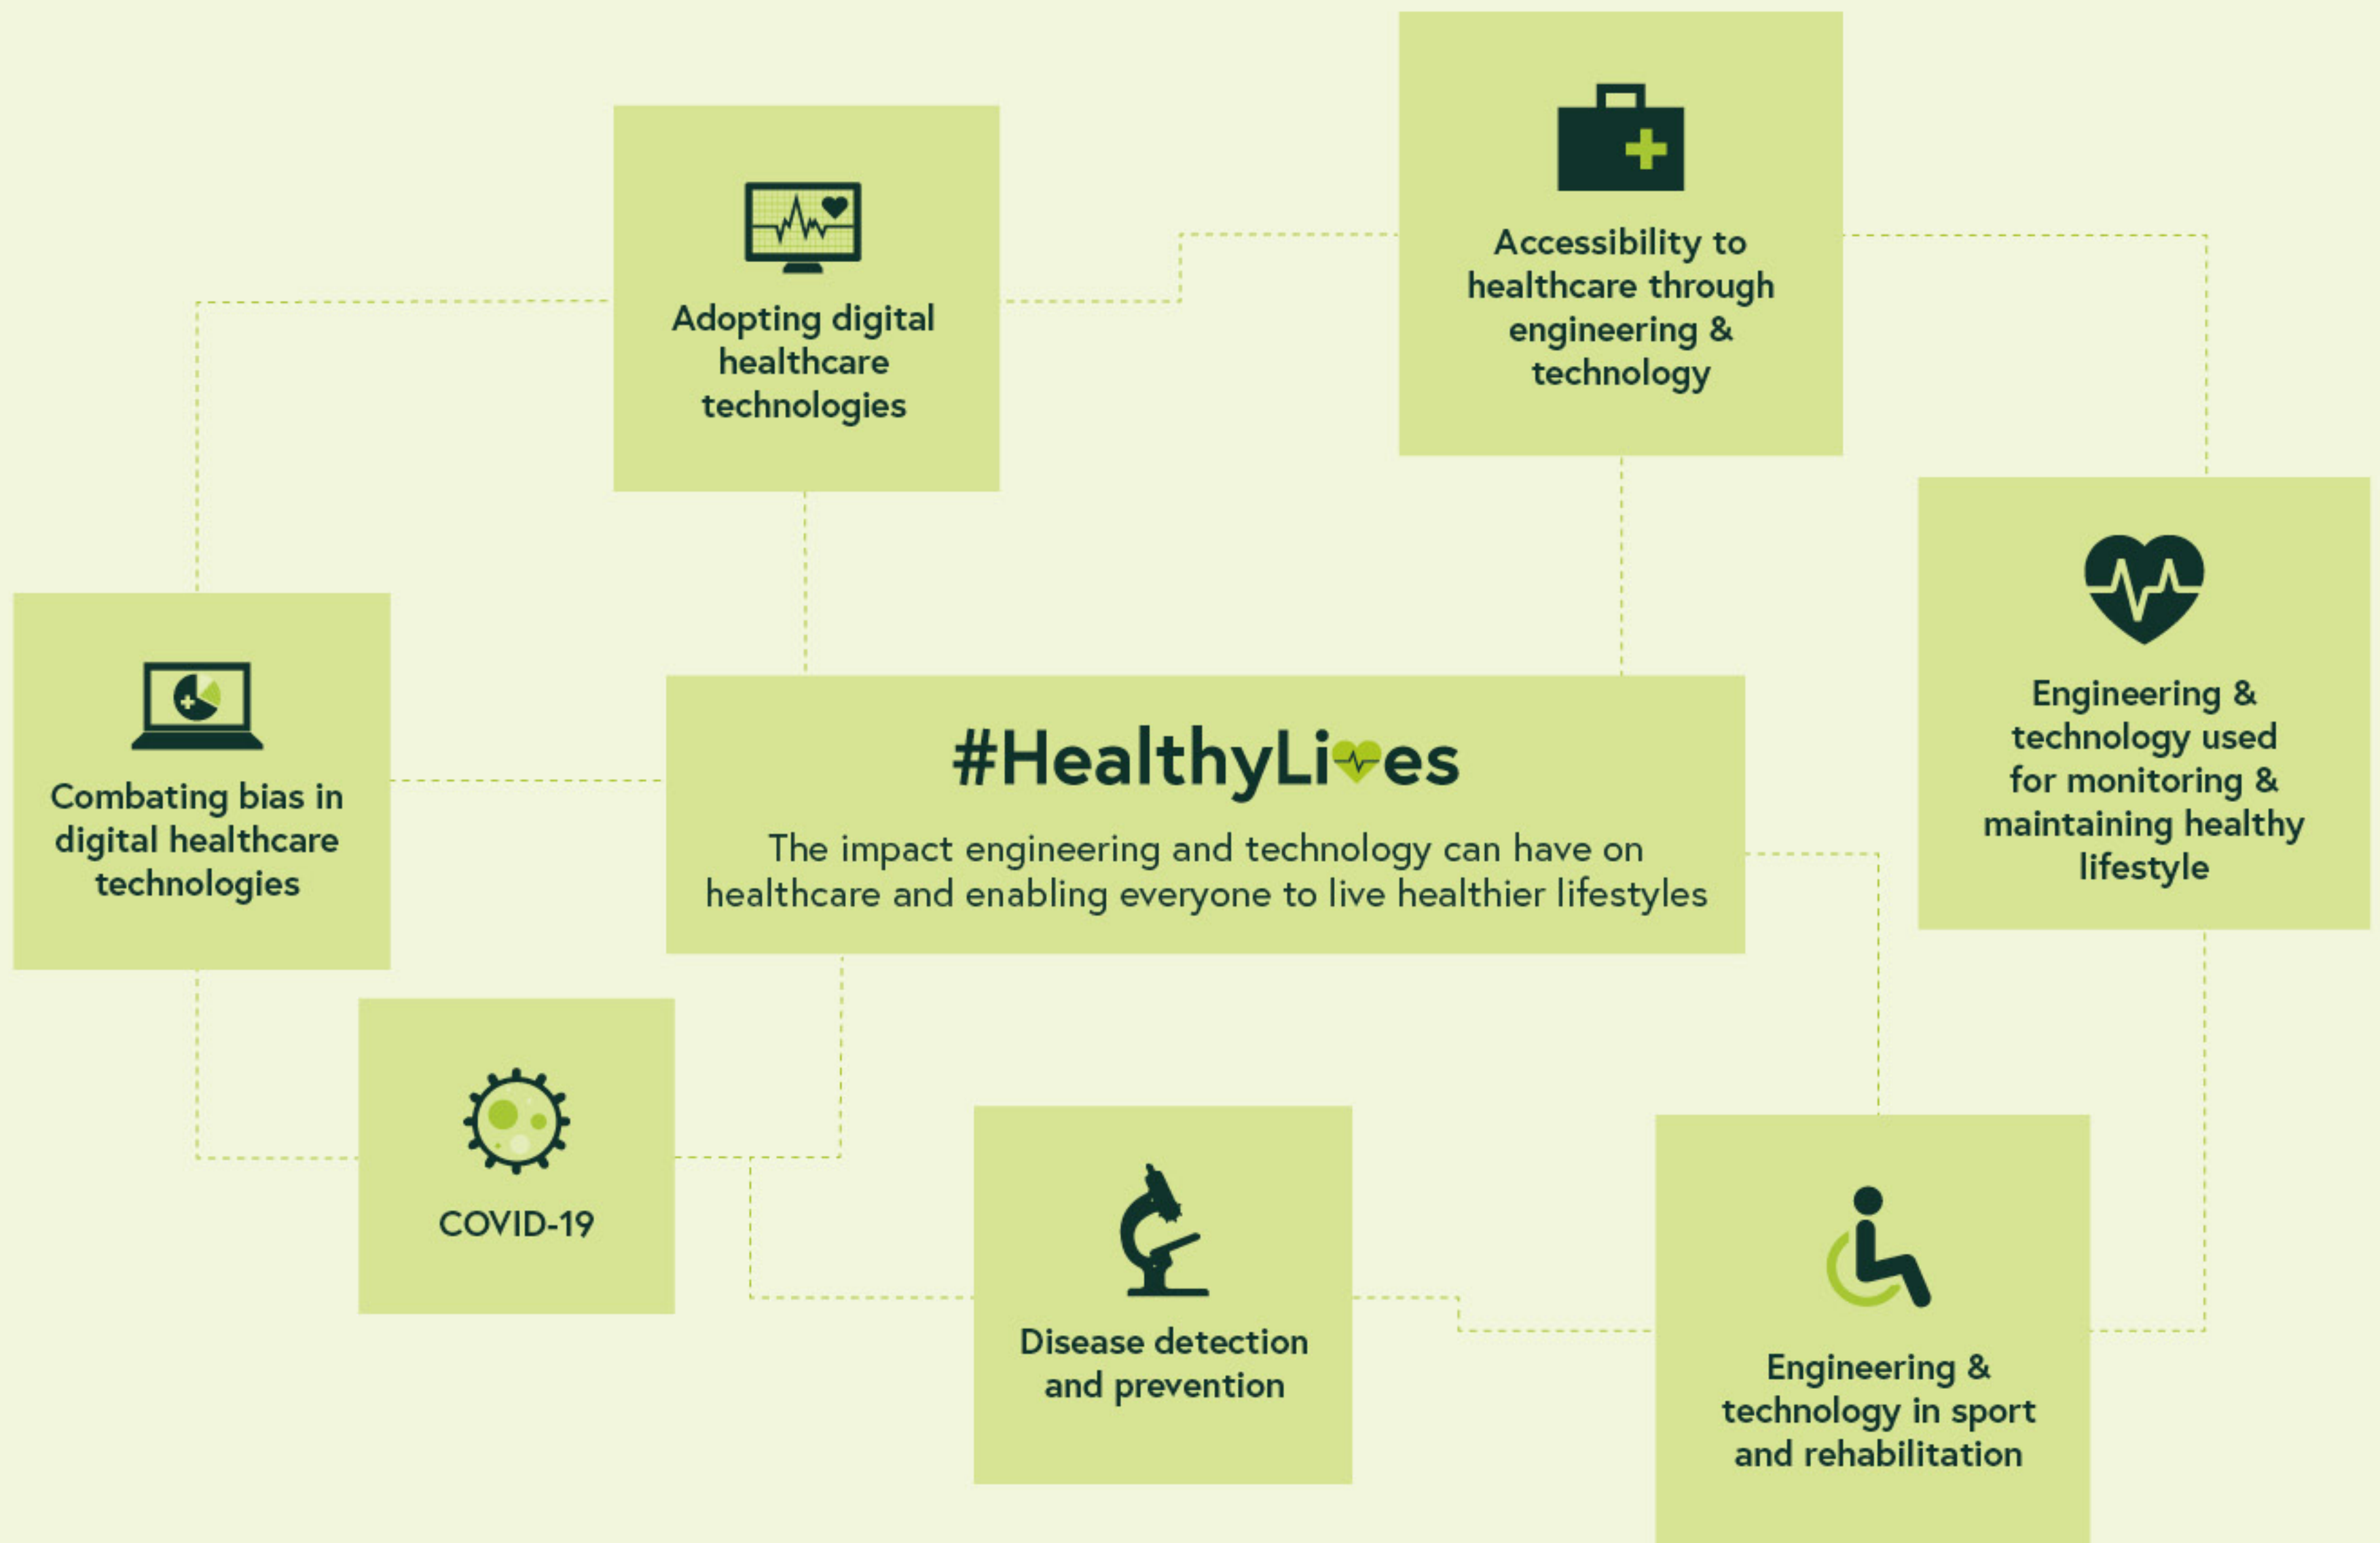 Adopting digital
healthcare
technologies
Accessibility to
healthcare through
engineering &
technology
Engineering &
technology used
for monitoring &
maintaining healthy
lifestyle
Combating bias in
digital healthcare
technologies
#HealthyLives
The impact engineering and technology can have on
healthcare and enabling everyone to live healthier lifestyles
COVID-19
Disease detection
and prevention
Engineering &
technology in sport
and rehabilitation